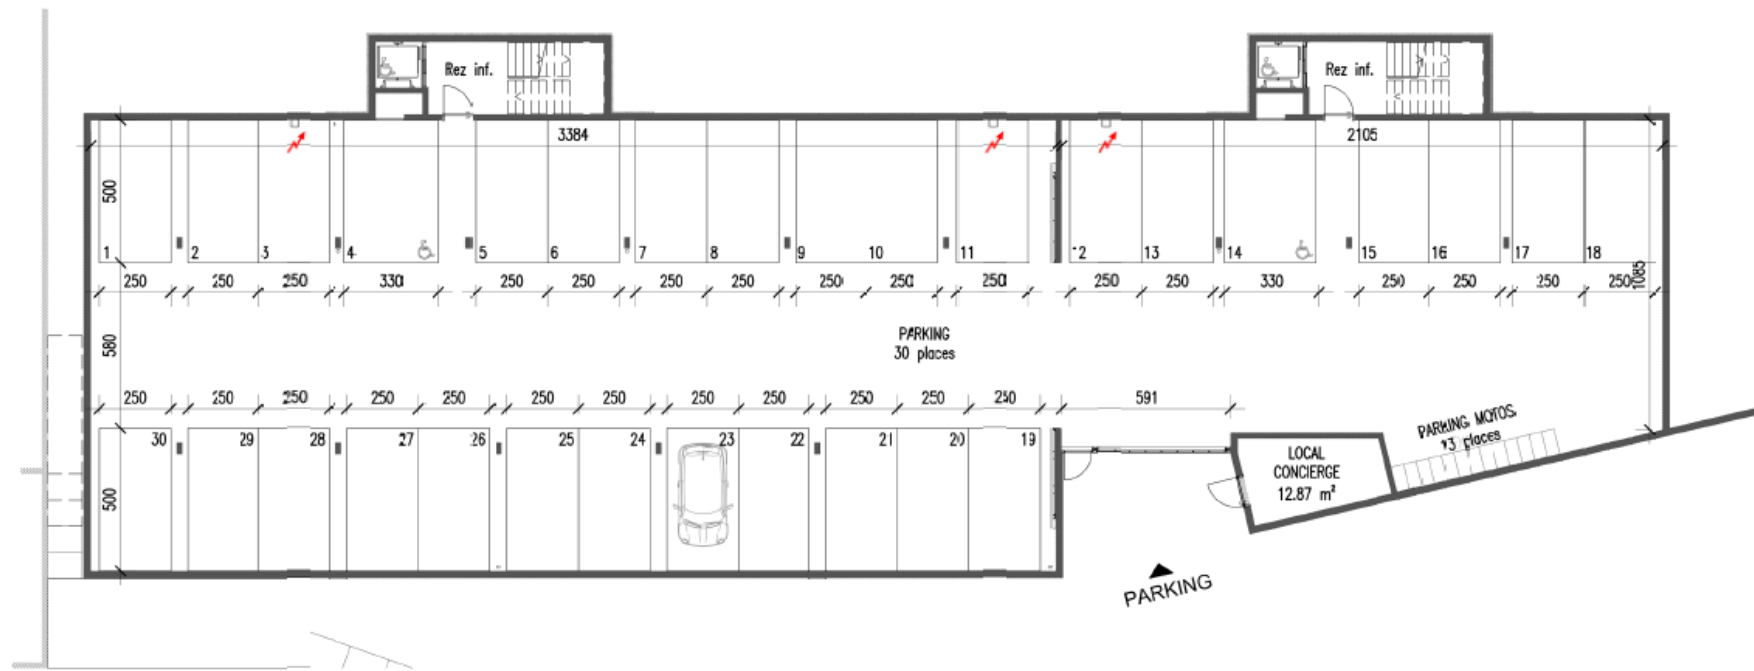 Rez inf.
Rez inf.
3384
2105
500
1 2 3 4 5 6 7 8 9 10 11 12 13 14 15 16 17 18
250 250 250 330 250 250 250 250 250 250 250 250 250 330 250 250 250 250
1085
580
PARKING
30 places
250 250 250 250 250 250 250 250 250 250 250 250 591
30 29 28 27 26 25 24 23 22 21 20 19
500
PARKING MOTOS
13 places
LOCAL
CONCIERGE
12.87 m²
PARKING